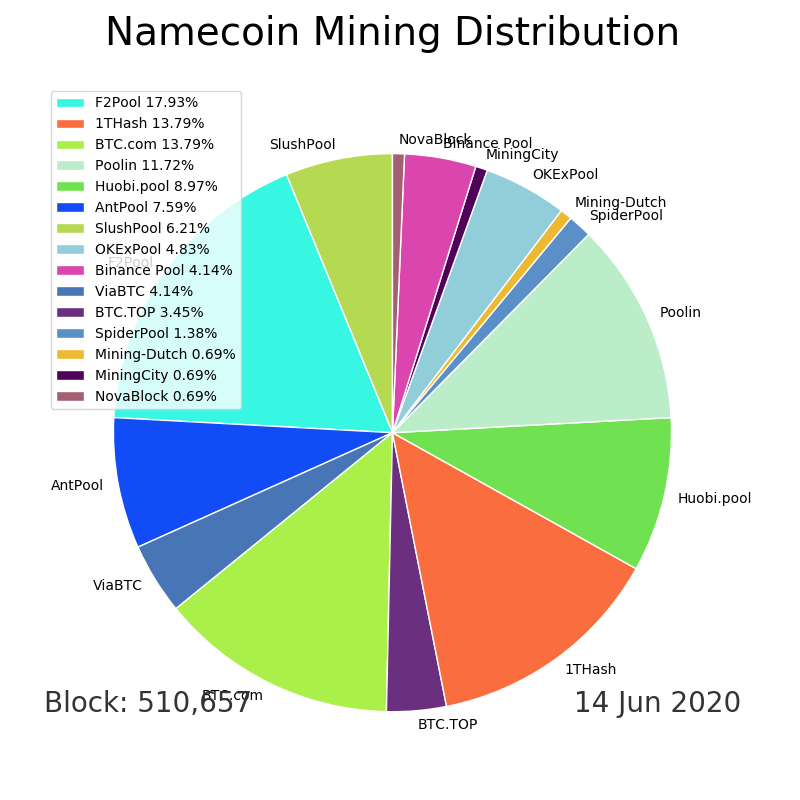 Namecoin Mining Distribution
F2Pool 17.93%
1THash 13.79%
BTC.com 13.79%
Poolin 11.72%
Huobi.pool 8.97%
AntPool 7.59%
SlushPool 6.21%
OKExPool 4.83%
Binance Pool 4.14%
ViaBTC 4.14%
BTC.TOP 3.45%
SpiderPool 1.38%
Mining-Dutch 0.69%
MiningCity 0.69%
NovaBlock 0.69%
SlushPool
NovaBlock
Binance Pool
MiningCity
OKExPool
Mining-Dutch
SpiderPool
F2Pool
Poolin
AntPool
Huobi.pool
ViaBTC
1THash
BTC.com
BTC.TOP
Block: 510,657
14 Jun 2020